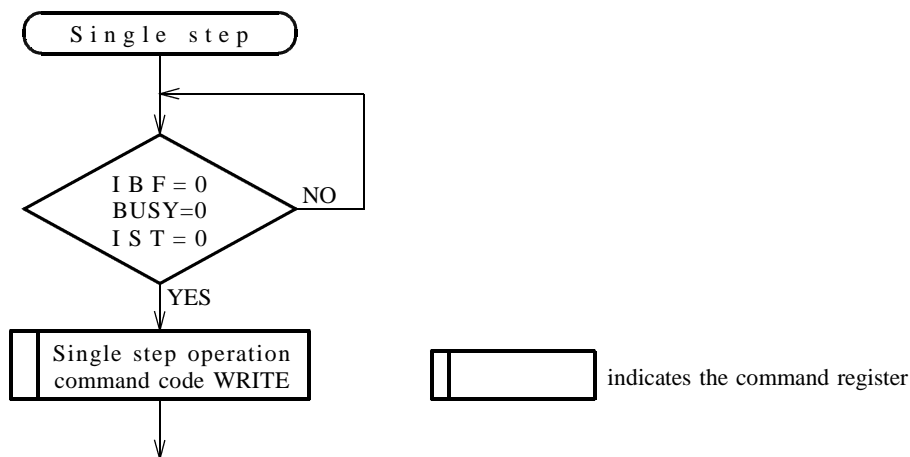 Single step
IBF=0
BUSY=0
IST=0
NO
YES
Single step operation
command code WRITE
indicates the command register